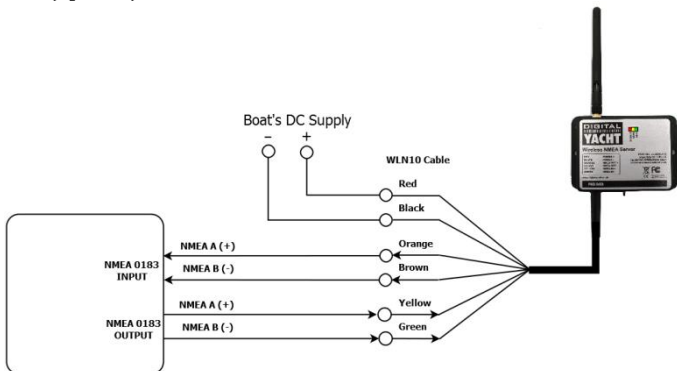 Boat's DC Supply
- +
WLN10 Cable
Red
Black
Orange
Brown
Yellow
Green
NMEA A (+)
NMEA B (-)
NMEA 0183
INPUT
NMEA A (+)
NMEA B (-)
NMEA 0183
OUTPUT
DIGITAL
YACHT
Wireless NMEA Server
FC